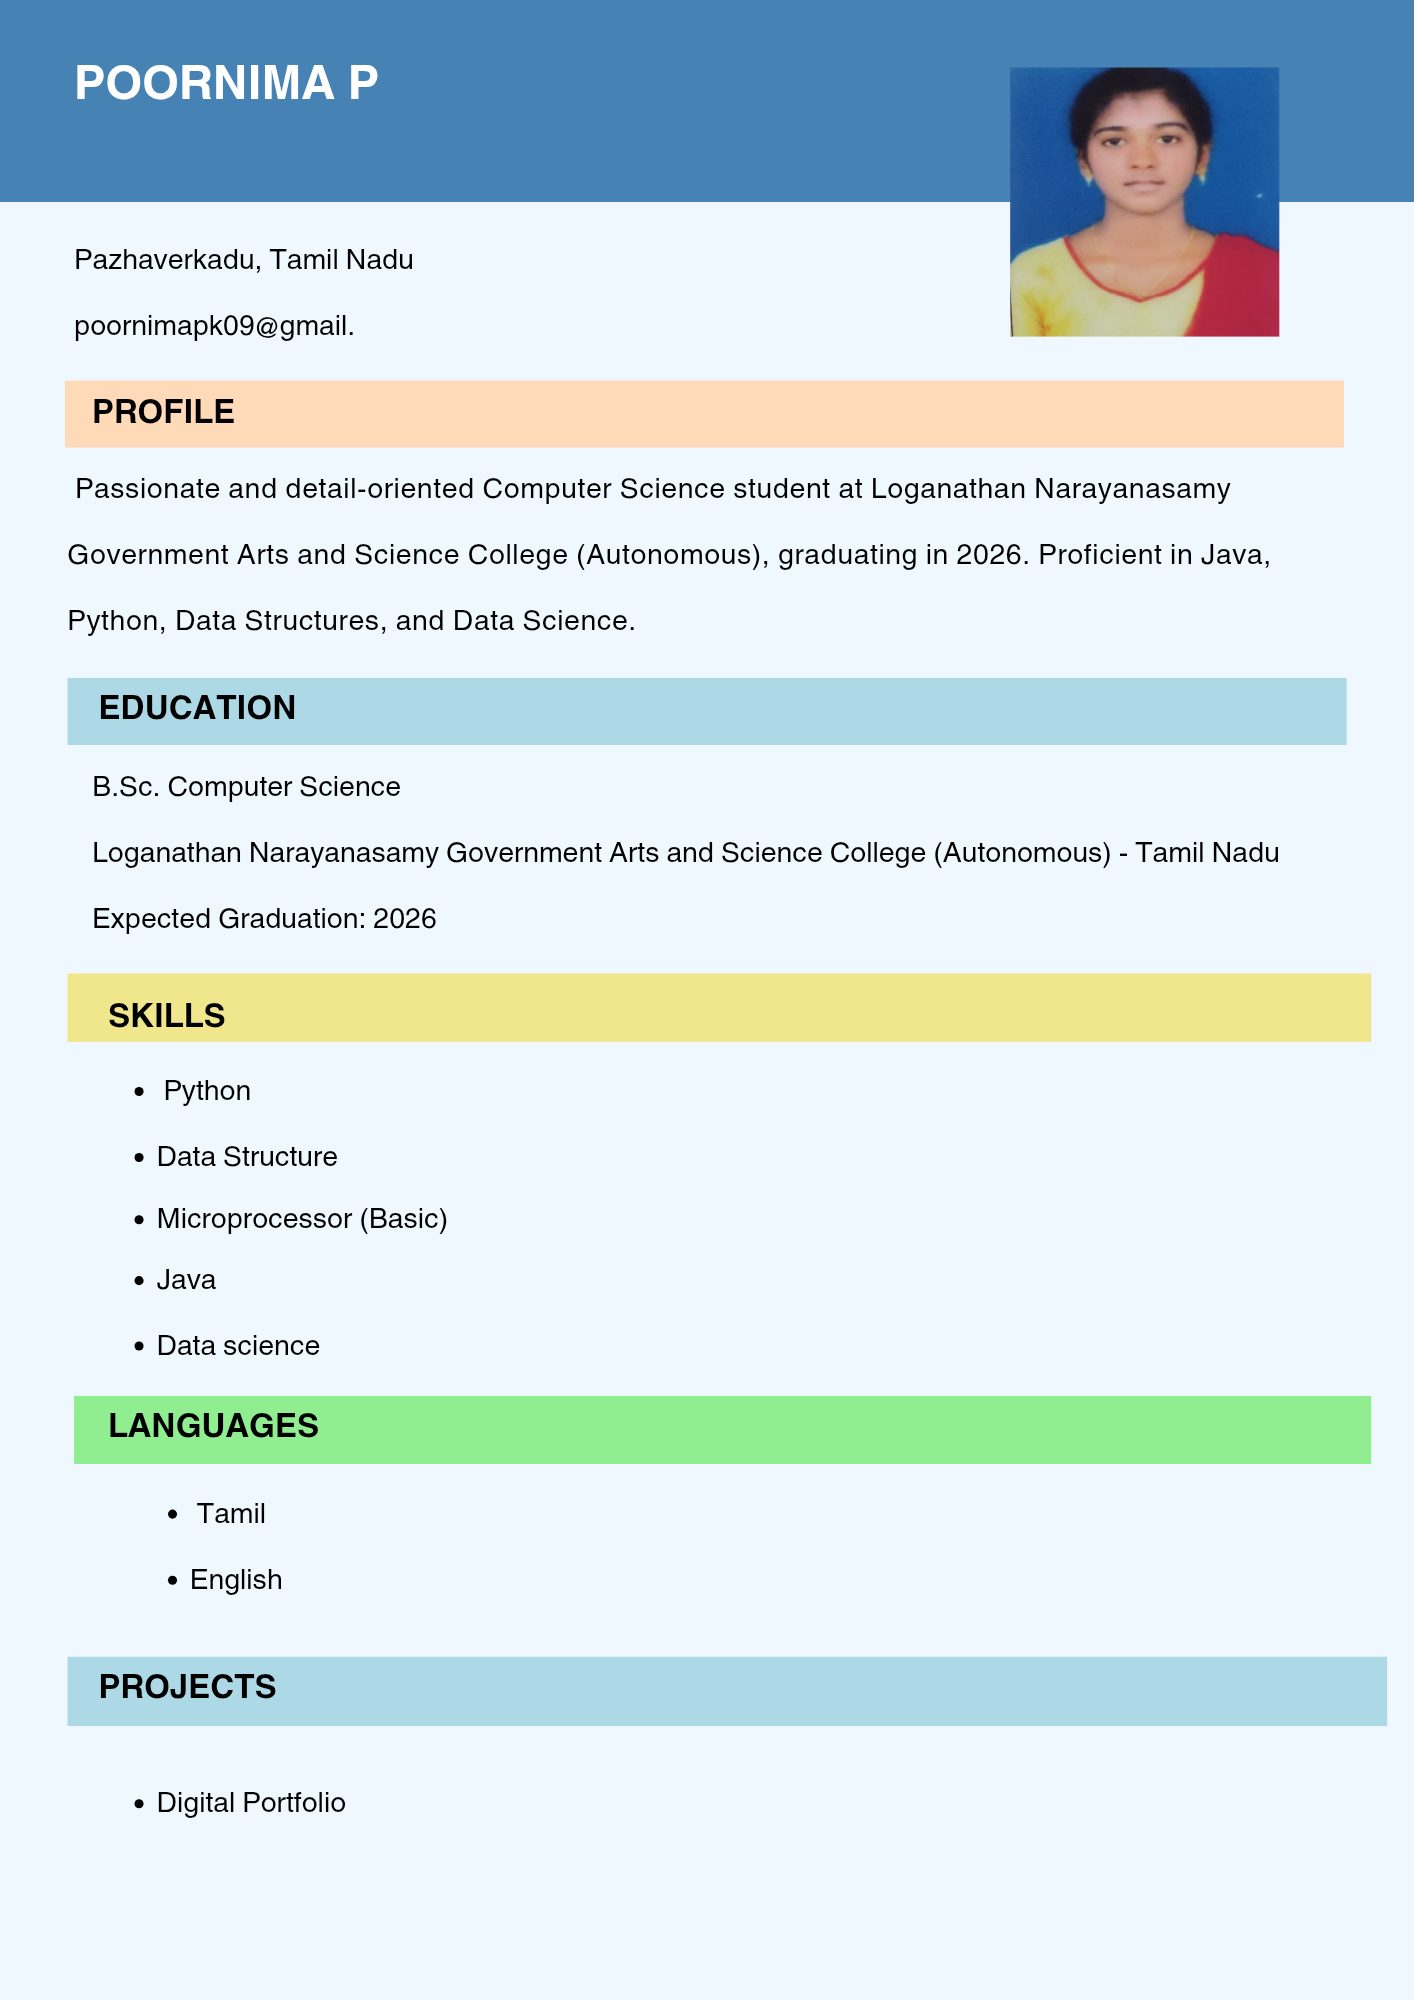 POORNIMA P
Pazhaverkadu, Tamil Nadu
poornimapk09@gmail.
PROFILE
Passionate and detail-oriented Computer Science student at Loganathan Narayanasamy
Government Arts and Science College (Autonomous), graduating in 2026. Proficient in Java,
Python, Data Structures, and Data Science.
EDUCATION
B.Sc. Computer Science
Loganathan Narayanasamy Government Arts and Science College (Autonomous) - Tamil Nadu
Expected Graduation: 2026
SKILLS
• Python
• Data Structure
• Microprocessor (Basic)
• Java
• Data science
LANGUAGES
• Tamil
• English
PROJECTS
• Digital Portfolio